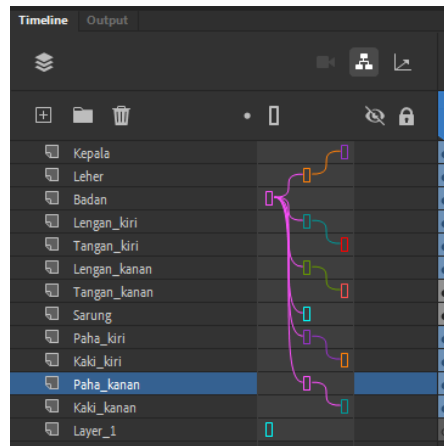 Timeline Output
Kepala
Leher
Badan
Lengan_kiri
Tangan_kiri
Lengan_kanan
Tangan_kanan
Sarung
Paha_kiri
Kaki_kiri
Paha_kanan
Kaki_kanan
Layer_1